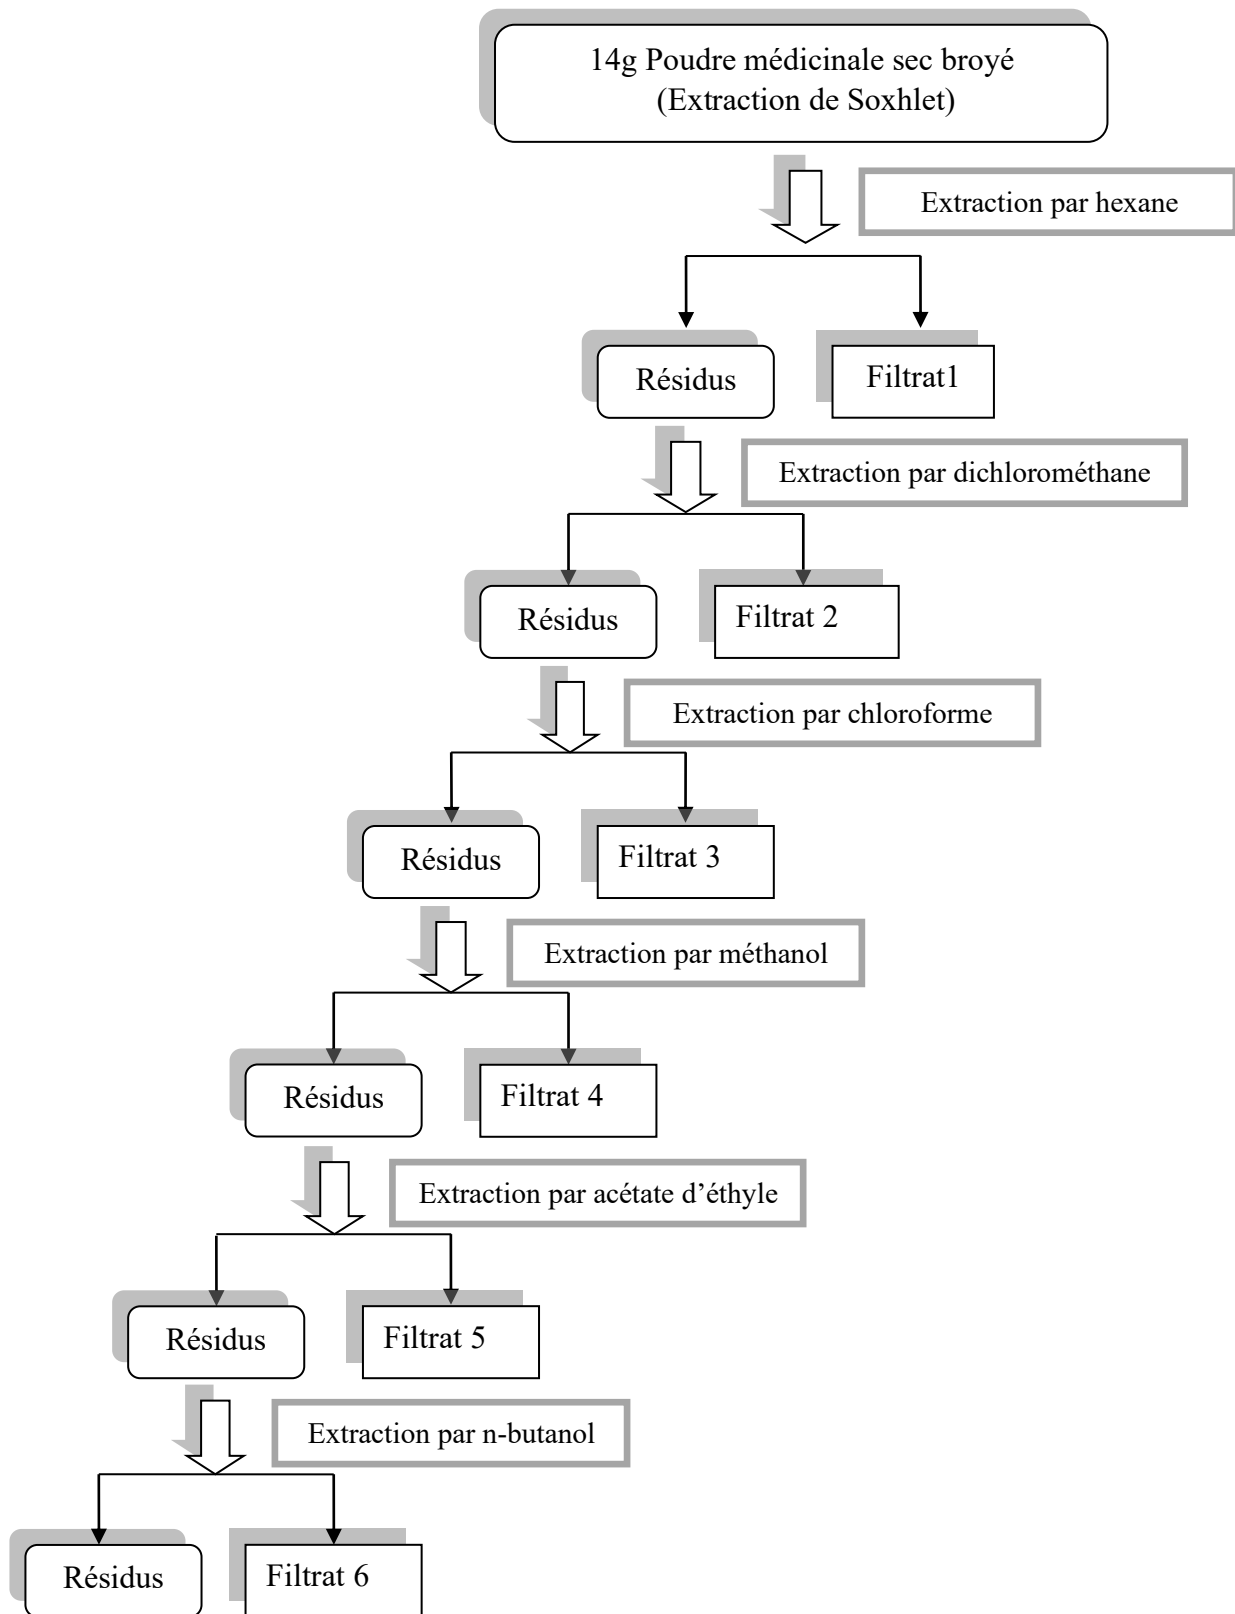 14g Poudre médicinale sec broyé
(Extraction de Soxhlet)
Extraction par hexane
Résidus
Filtrat1
Extraction par dichlorométhane
Résidus
Filtrat 2
Extraction par chloroforme
Résidus
Filtrat 3
Extraction par méthanol
Résidus
Filtrat 4
Extraction par acétate d’éthyle
Résidus
Filtrat 5
Extraction par n-butanol
Résidus
Filtrat 6